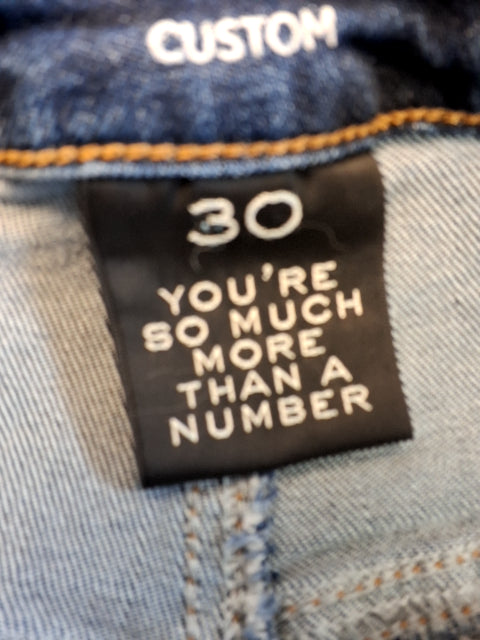 CUSTOM
30
YOU'RE
SO MUCH
MORE
THAN A
NUMBER